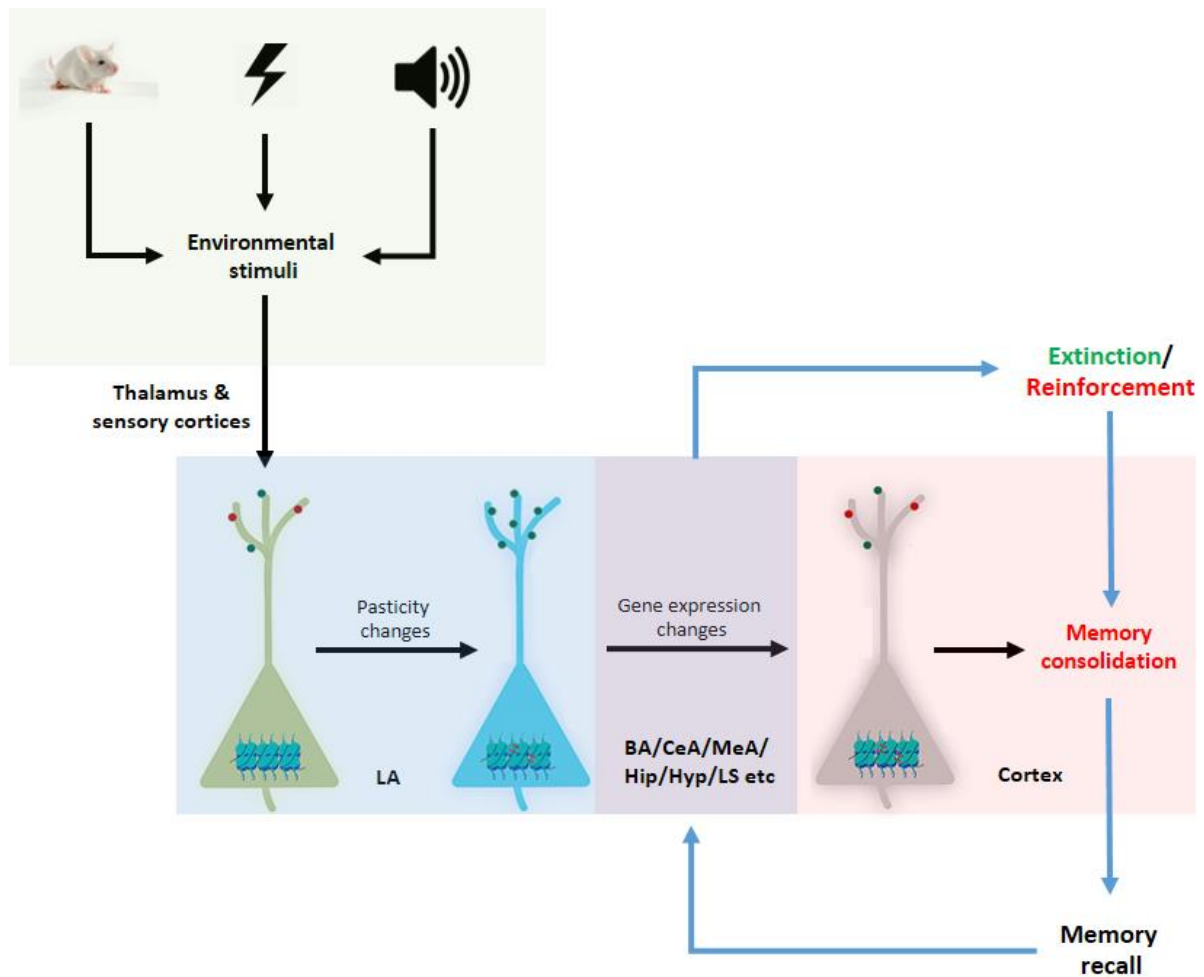 Environmental
stimuli
Thalamus &
sensory cortices
Extinction/
Reinforcement
Pasticity
changes
Gene expression
changes
Memory
consolidation
LA
BA/CeA/MeA/
Hip/Hyp/LS etc
Cortex
Memory
recall